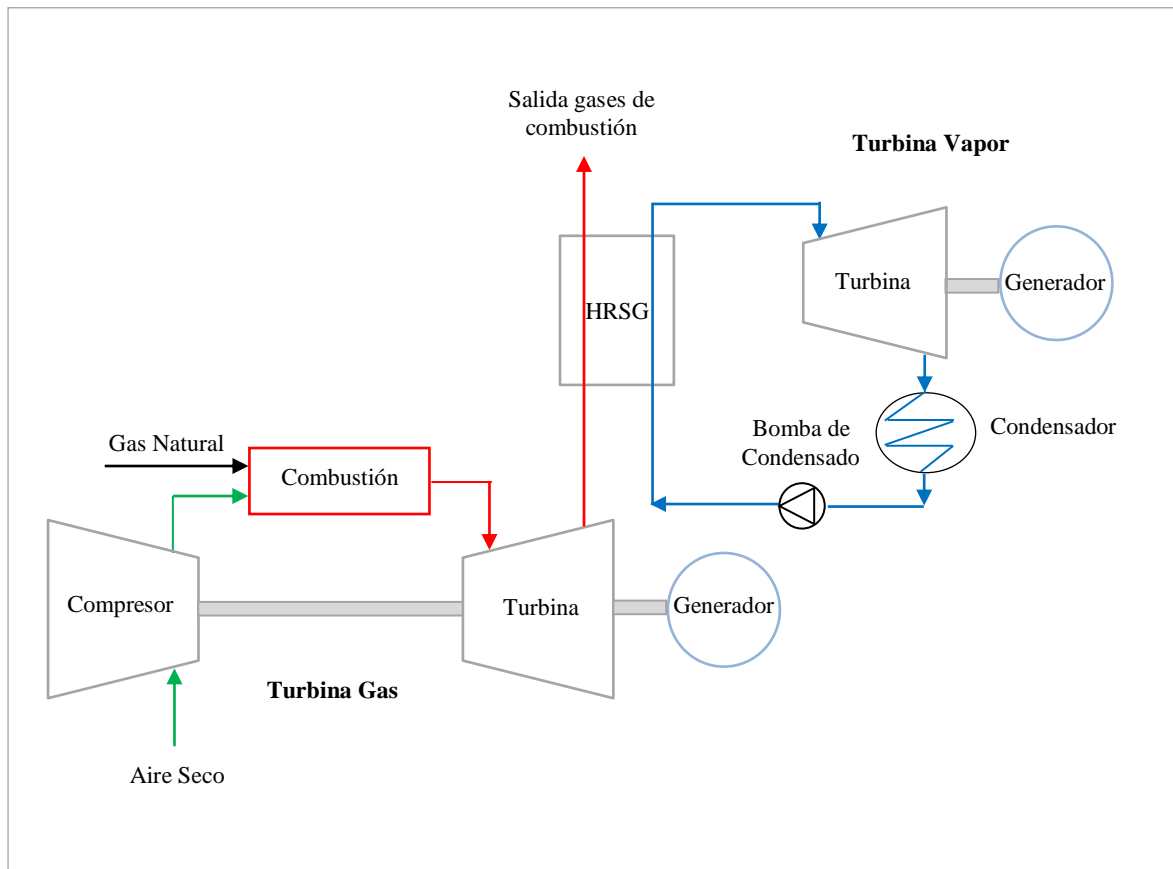 Salida gases de
combustión
Turbina Vapor
Turbina
Generador
HRSG
Bomba de
Condensado
Condensador
Gas Natural
Combustión
Compresor
Turbina
Generador
Turbina Gas
Aire Seco